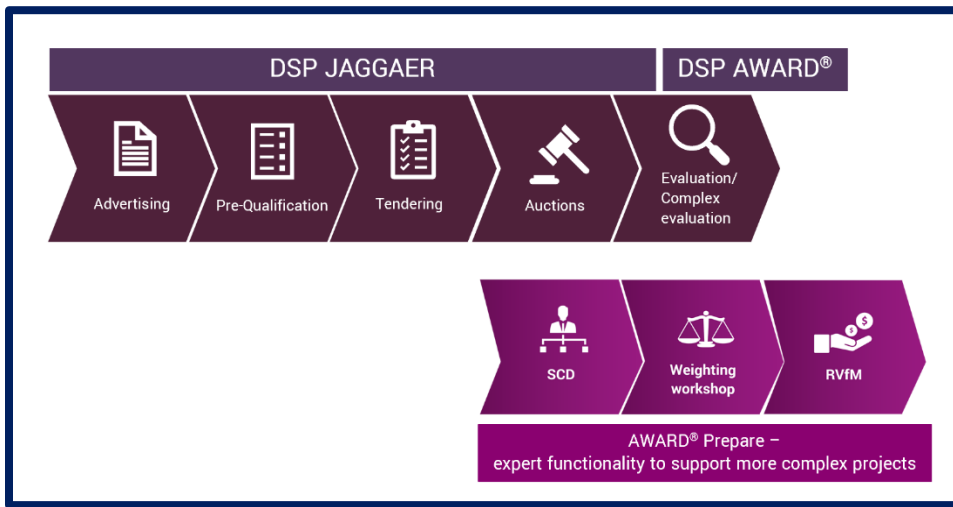 DSP JAGGAER
DSP AWARD®
Advertising
Pre-Qualification
Tendering
Auctions
Evaluation/
Complex
evaluation
SCD
Weighting
workshop
RVfM
AWARD® Prepare –
expert functionality to support more complex projects